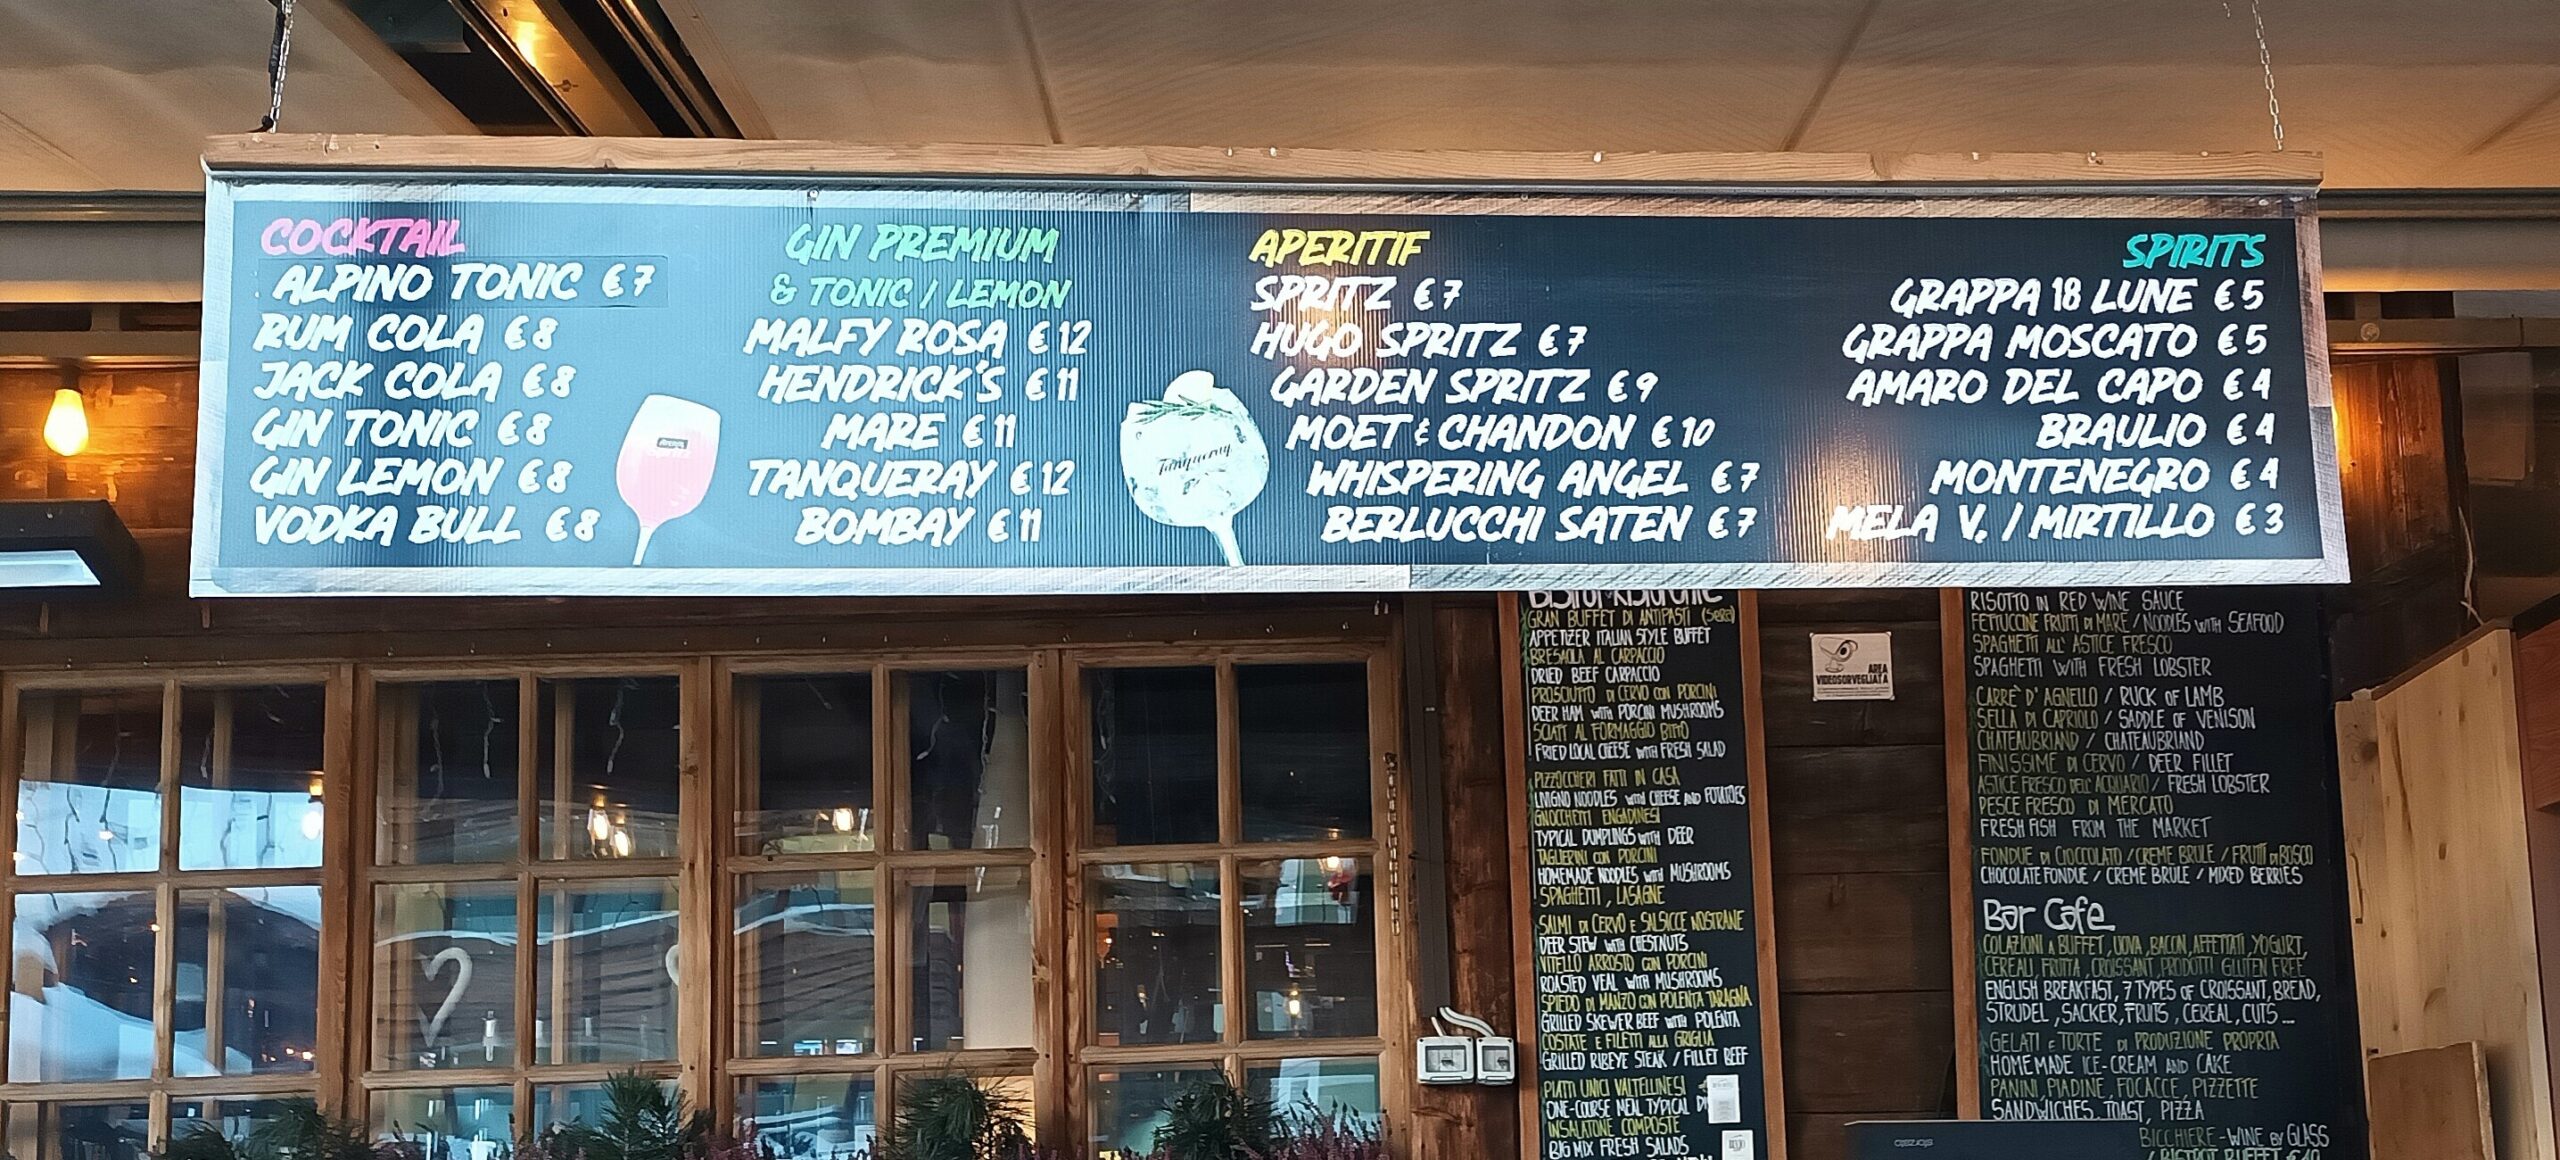 COCKTAIL
ALPINO TONIC €7
RUM COLA €8
JACK COLA €8
GIN TONIC €8
GIN LEMON €8
VODKA BULL €8
GIN PREMIUM
& TONIC / LEMON
MALFY ROSA €12
HENDRICK'S €11
MARE €11
TANQUERAY €12
BOMBAY €11
Tanqueray
APERITIF
SPRITZ €7
HUGO SPRITZ €7
GARDEN SPRITZ €9
MOET & CHANDON €10
WHISPERING ANGEL €7
BERLUCCHI SATEN €7
SPIRITS
GRAPPA 18 LUNE €5
GRAPPA MOSCATO €5
AMARO DEL CAPO €4
BRAULIO €4
MONTENEGRO €4
MELA V. / MIRTILLO €3
GRAN BUFFET DI ANTIPASTI (Sera)
APPETIZER ITALIAN STYLE BUFFET
BRESAOLA AL CARPACCIO
DRIED BEEF CARPACCIO
PROSCIUTTO DI CERVO CON PORCINI
DEER HAM WITH PORCINI MUSHROOMS
SCIATT AL FORMAGGIO BITTO
FRIED LOCAL CHEESE WITH FRESH SALAD
PIZZOCCHERI FATTI IN CASA
LIVIGNO NOODLES WITH CHEESE AND POTATOES
GNOCCHETTI ENGADINESI
TYPICAL DUMPLINGS WITH DEER
TAGLIERINI CON PORCINI
HOMEMADE NOODLES WITH MUSHROOMS
SPAGHETTI, LASAGNE
SALMI DI CERVO E SALSICCE NOSTRANE
DEER STEW WITH CHESTNUTS
VITELLO ARROSTO CON PORCINI
ROASTED VEAL WITH MUSHROOMS
SPIEDO DI MANZO CON POLENTA TARAGNA
GRILLED SKEWER BEEF WITH POLENTA
COSTATE E FILETTI ALLA GRIGLIA
GRILLED RIBEYE STEAK / FILLET BEEF
PIATTI UNICI VALTELLINESI
ONE-COURSE MEAL TYPICAL
INSALATONE COMPOSTE
BIG MIX FRESH SALADS
AREA
VIDEOSORVEGLIATA
RISOTTO IN RED WINE SAUCE
FETTUCCINE FRUTTI DI MARE / NOODLES WITH SEAFOOD
SPAGHETTI ALL' ASTICE FRESCO
SPAGHETTI WITH FRESH LOBSTER
CARRÈ D'AGNELLO / RUCK OF LAMB
SELLA DI CAPRIOLO / SADDLE OF VENISON
CHATEAUBRIAND / CHATEAUBRIAND
FINISSIME DI CERVO / DEER FILLET
ASTICE FRESCO DELL'ACQUARIO / FRESH LOBSTER
PESCE FRESCO DI MERCATO
FRESH FISH FROM THE MARKET
FONDUE DI CIOCCOLATO / CREME BRULE / FRUTTI DI BOSCO
CHOCOLATE FONDUE / CREME BRULE / MIXED BERRIES
Bar Cafe
COLAZIONI A BUFFET, UOVA, BACON, AFFETTATI, YOGURT,
CEREALI, FRUTTA, CROISSANT, PRODOTTI GLUTEN FREE
ENGLISH BREAKFAST, 7 TYPES OF CROISSANT, BREAD,
STRUDEL, SACKER, FRUITS, CEREAL, CUTS ...
GELATI E TORTE DI PRODUZIONE PROPRIA
HOMEMADE ICE-CREAM AND CAKE
PANINI, PIADINE, FOCACCE, PIZZETTE
SANDWICHES, TOAST, PIZZA
BICCHIERE - WINE BY GLASS
/ BISTROT BUFFET